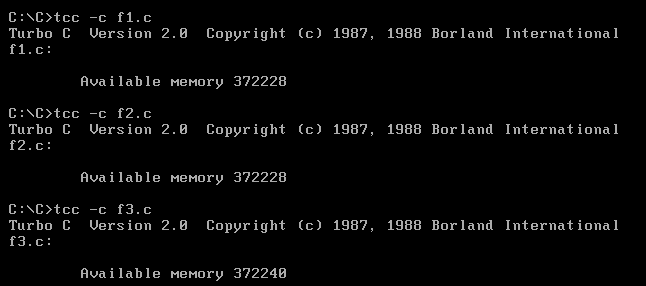 C:\C>tcc -c f1.c
Turbo C  Version 2.0  Copyright (c) 1987, 1988 Borland International
f1.c:
        Available memory 372228
C:\C>tcc -c f2.c
Turbo C  Version 2.0  Copyright (c) 1987, 1988 Borland International
f2.c:
        Available memory 372228
C:\C>tcc -c f3.c
Turbo C  Version 2.0  Copyright (c) 1987, 1988 Borland International
f3.c:
        Available memory 372240